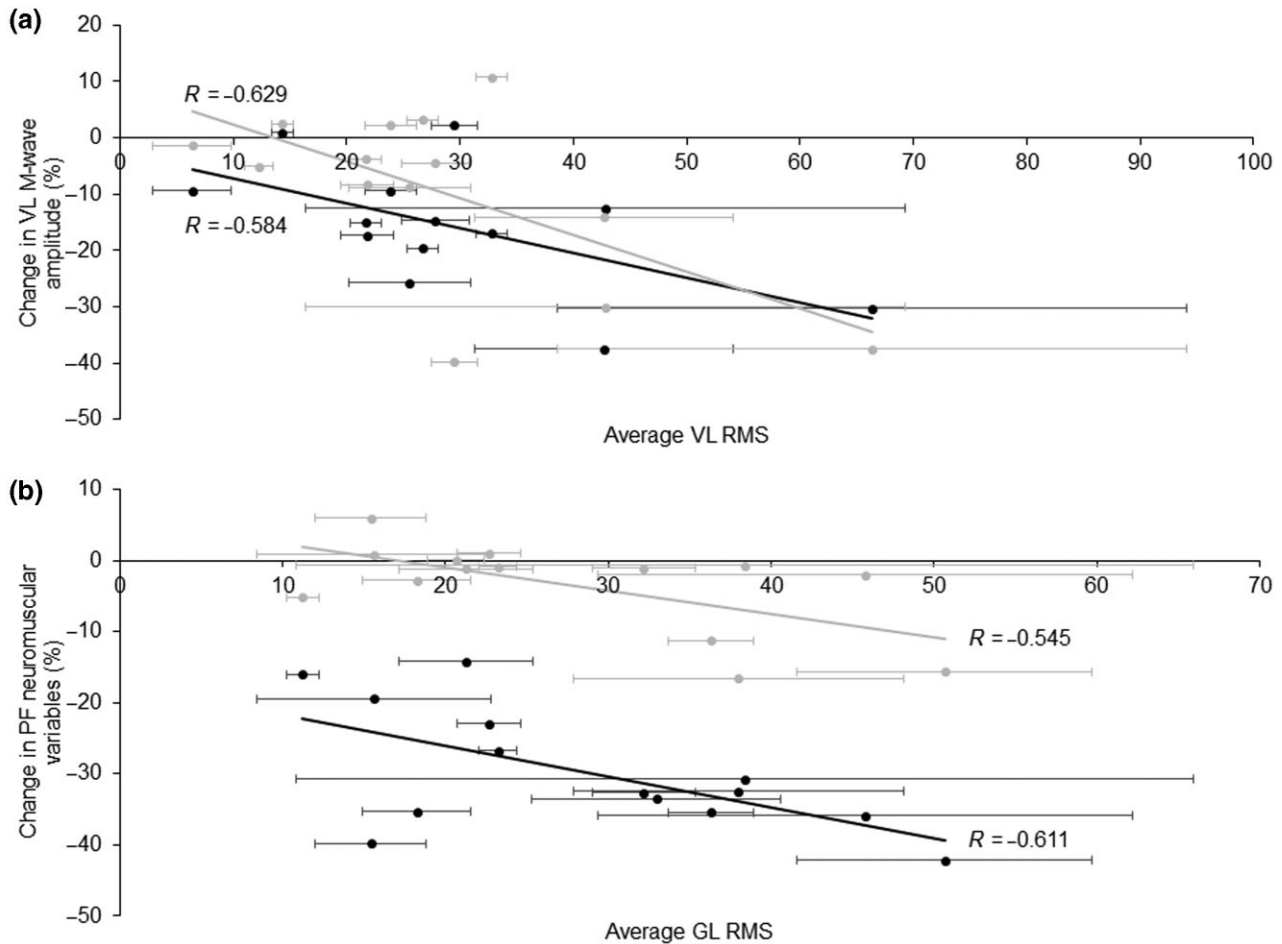 (a)
20
10
0
−10
−20
−30
−40
−50
Change in VL M-wave
amplitude (%)
R = −0.629
R = −0.584
0 10 20 30 40 50 60 70 80 90 100
Average VL RMS
(b)
10
0
−10
−20
−30
−40
−50
Change in PF neuromuscular
variables (%)
0 10 20 30 40 50 60 70
R = −0.545
R = −0.611
Average GL RMS